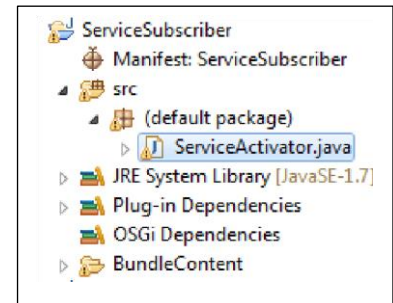 ServiceSubscriber
Manifest: ServiceSubscriber
src
(default package)
ServiceActivator.java
JRE System Library [JavaSE-1.7]
Plug-in Dependencies
OSGi Dependencies
BundleContent